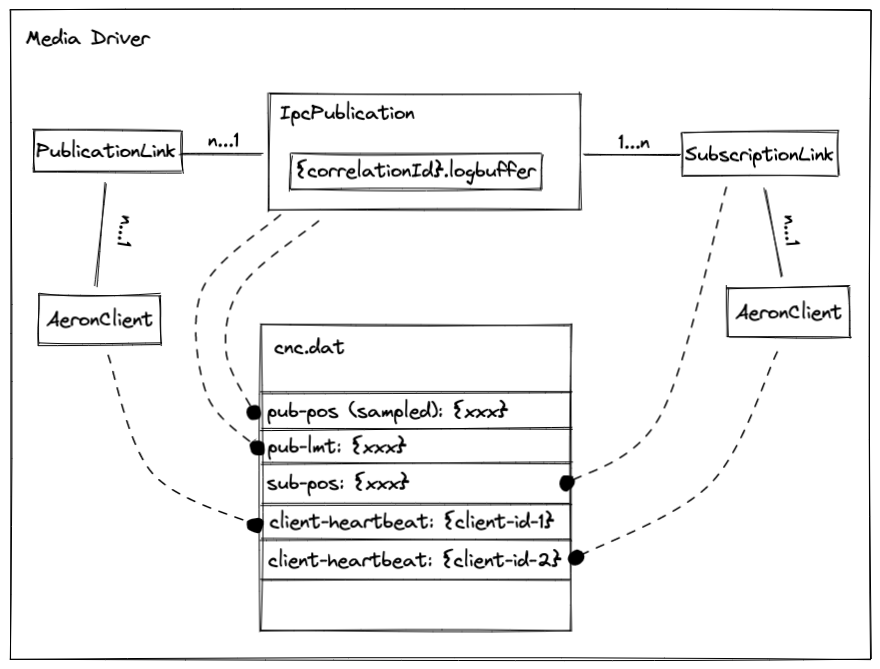 Media Driver
IpcPublication
{correlationId}.logbuffer
PublicationLink
n...1
1...n
SubscriptionLink
n...1
n...1
AeronClient
AeronClient
cnc.dat
pub-pos (sampled): {xxx}
pub-lmt: {xxx}
sub-pos: {xxx}
client-heartbeat: {client-id-1}
client-heartbeat: {client-id-2}